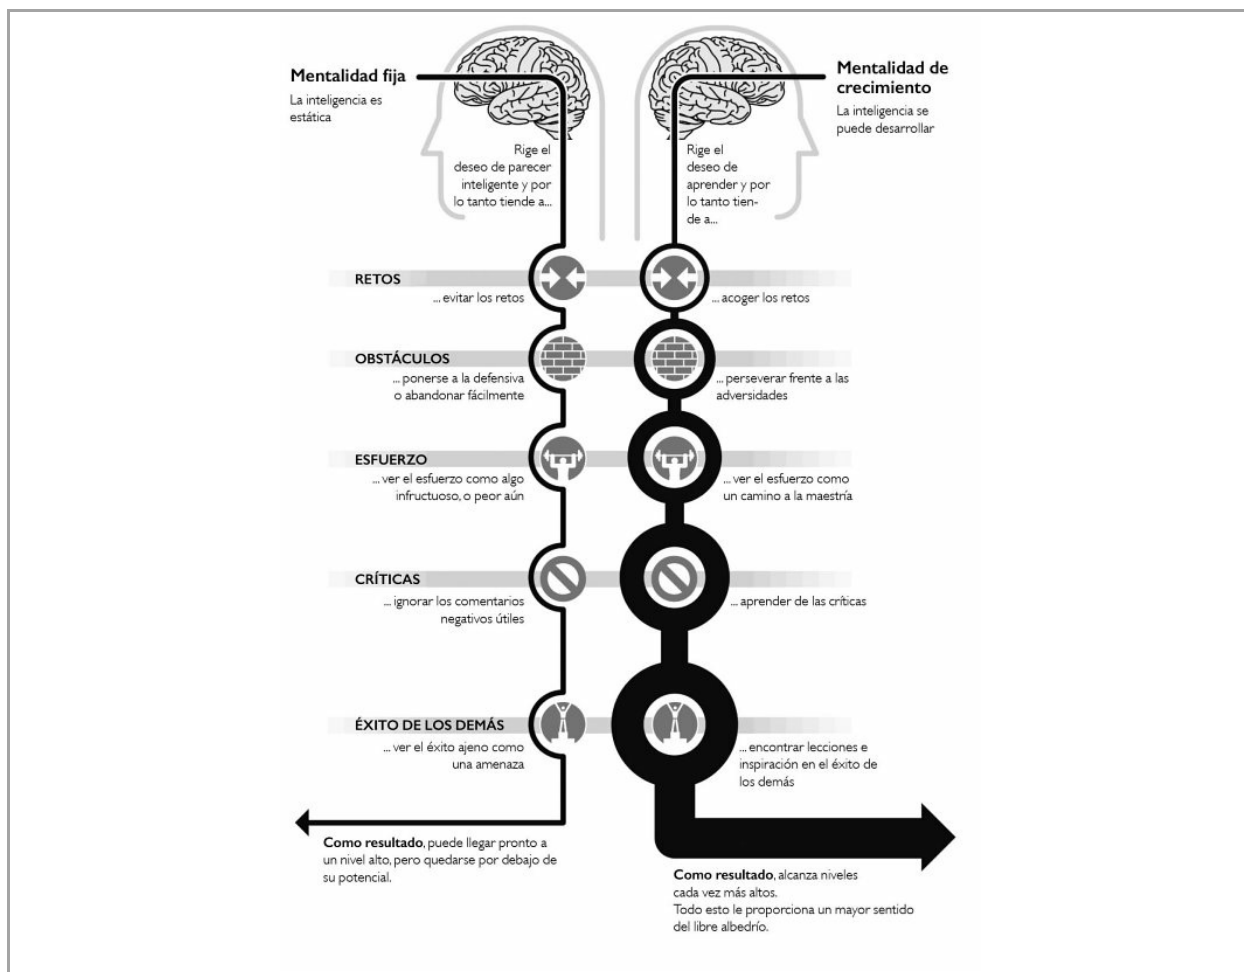 Mentalidad fija
La inteligencia es
estática
Mentalidad de
crecimiento
La inteligencia se
puede desarrollar
Rige el
deseo de parecer
inteligente y por
lo tanto tiende a...
Rige el
deseo de
aprender y por
lo tanto tien-
de a...
RETOS
... evitar los retos
... acoger los retos
OBSTÁCULOS
... ponerse a la defensiva
o abandonar fácilmente
... perseverar frente a las
adversidades
ESFUERZO
... ver el esfuerzo como algo
infructuoso, o peor aún
... ver el esfuerzo como
un camino a la maestría
CRÍTICAS
... ignorar los comentarios
negativos útiles
... aprender de las críticas
ÉXITO DE LOS DEMÁS
... ver el éxito ajeno como
una amenaza
... encontrar lecciones e
inspiración en el éxito de
los demás
Como resultado, puede llegar pronto a
un nivel alto, pero quedarse por debajo de
su potencial.
Como resultado, alcanza niveles
cada vez más altos.
Todo esto le proporciona un mayor sentido
del libre albedrío.